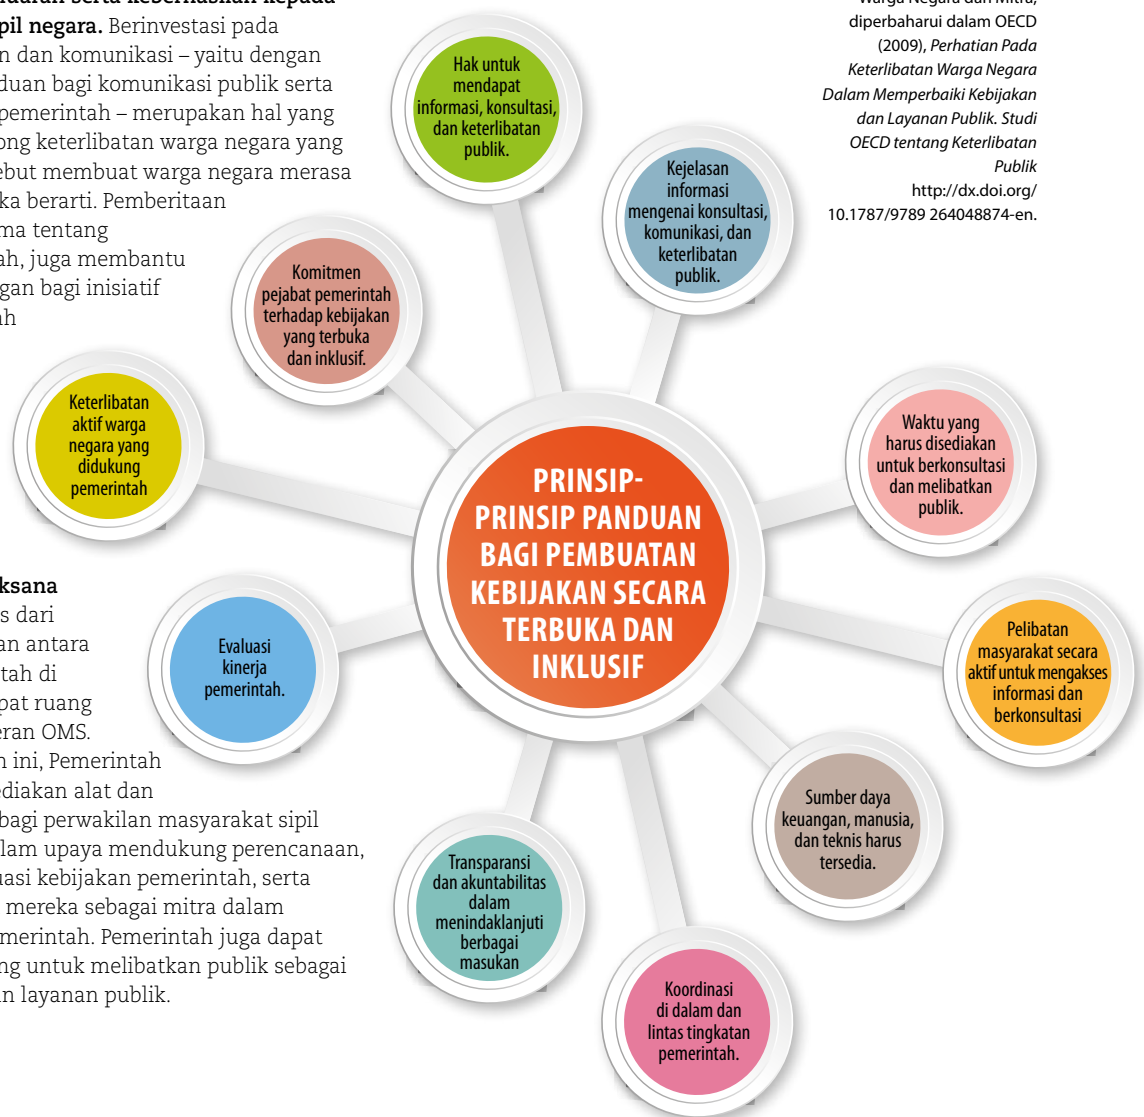 pil negara. Berinvestasi pada
n dan komunikasi – yaitu dengan
duan bagi komunikasi publik serta
pemerintah – merupakan hal yang
ong keterlibatan warga negara yang
ebut membuat warga negara merasa
ka berarti. Pemberitaan
ma tentang
ah, juga membantu
gan bagi inisiatif
ah
diperbaharui dalam OECD
(2009), Perhatian Pada
Keterlibatan Warga Negara
Dalam Memperbaiki Kebijakan
dan Layanan Publik. Studi
OECD tentang Keterlibatan
Publik
http://dx.doi.org/
10.1787/9789 264048874-en.
Hak untuk
mendapat
informasi, konsultasi,
dan keterlibatan
publik.
Kejelasan
informasi
mengenai konsultasi,
komunikasi, dan
keterlibatan
publik.
Komitmen
pejabat pemerintah
terhadap kebijakan
yang terbuka
dan inklusif.
Keterlibatan
aktif warga
negara yang
didukung
pemerintah
Waktu yang
harus disediakan
untuk berkonsultasi
dan melibatkan
publik.
PRINSIP-
PRINSIP PANDUAN
BAGI PEMBUATAN
KEBIJAKAN SECARA
TERBUKA DAN
INKLUSIF
Evaluasi
kinerja
pemerintah.
Pelibatan
masyarakat secara
aktif untuk mengakses
informasi dan
berkonsultasi
Sumber daya
keuangan, manusia,
dan teknis harus
tersedia.
Transparansi
dan akuntabilitas
dalam
menindaklanjuti
berbagai
masukan
Koordinasi
di dalam dan
lintas tingkatan
pemerintah.
ksana
s dari
an antara
tah di
pat ruang
eran OMS.
n ini, Pemerintah
ediakan alat dan
bagi perwakilan masyarakat sipil
lam upaya mendukung perencanaan,
uasi kebijakan pemerintah, serta
mereka sebagai mitra dalam
merintah. Pemerintah juga dapat
ng untuk melibatkan publik sebagai
an layanan publik.